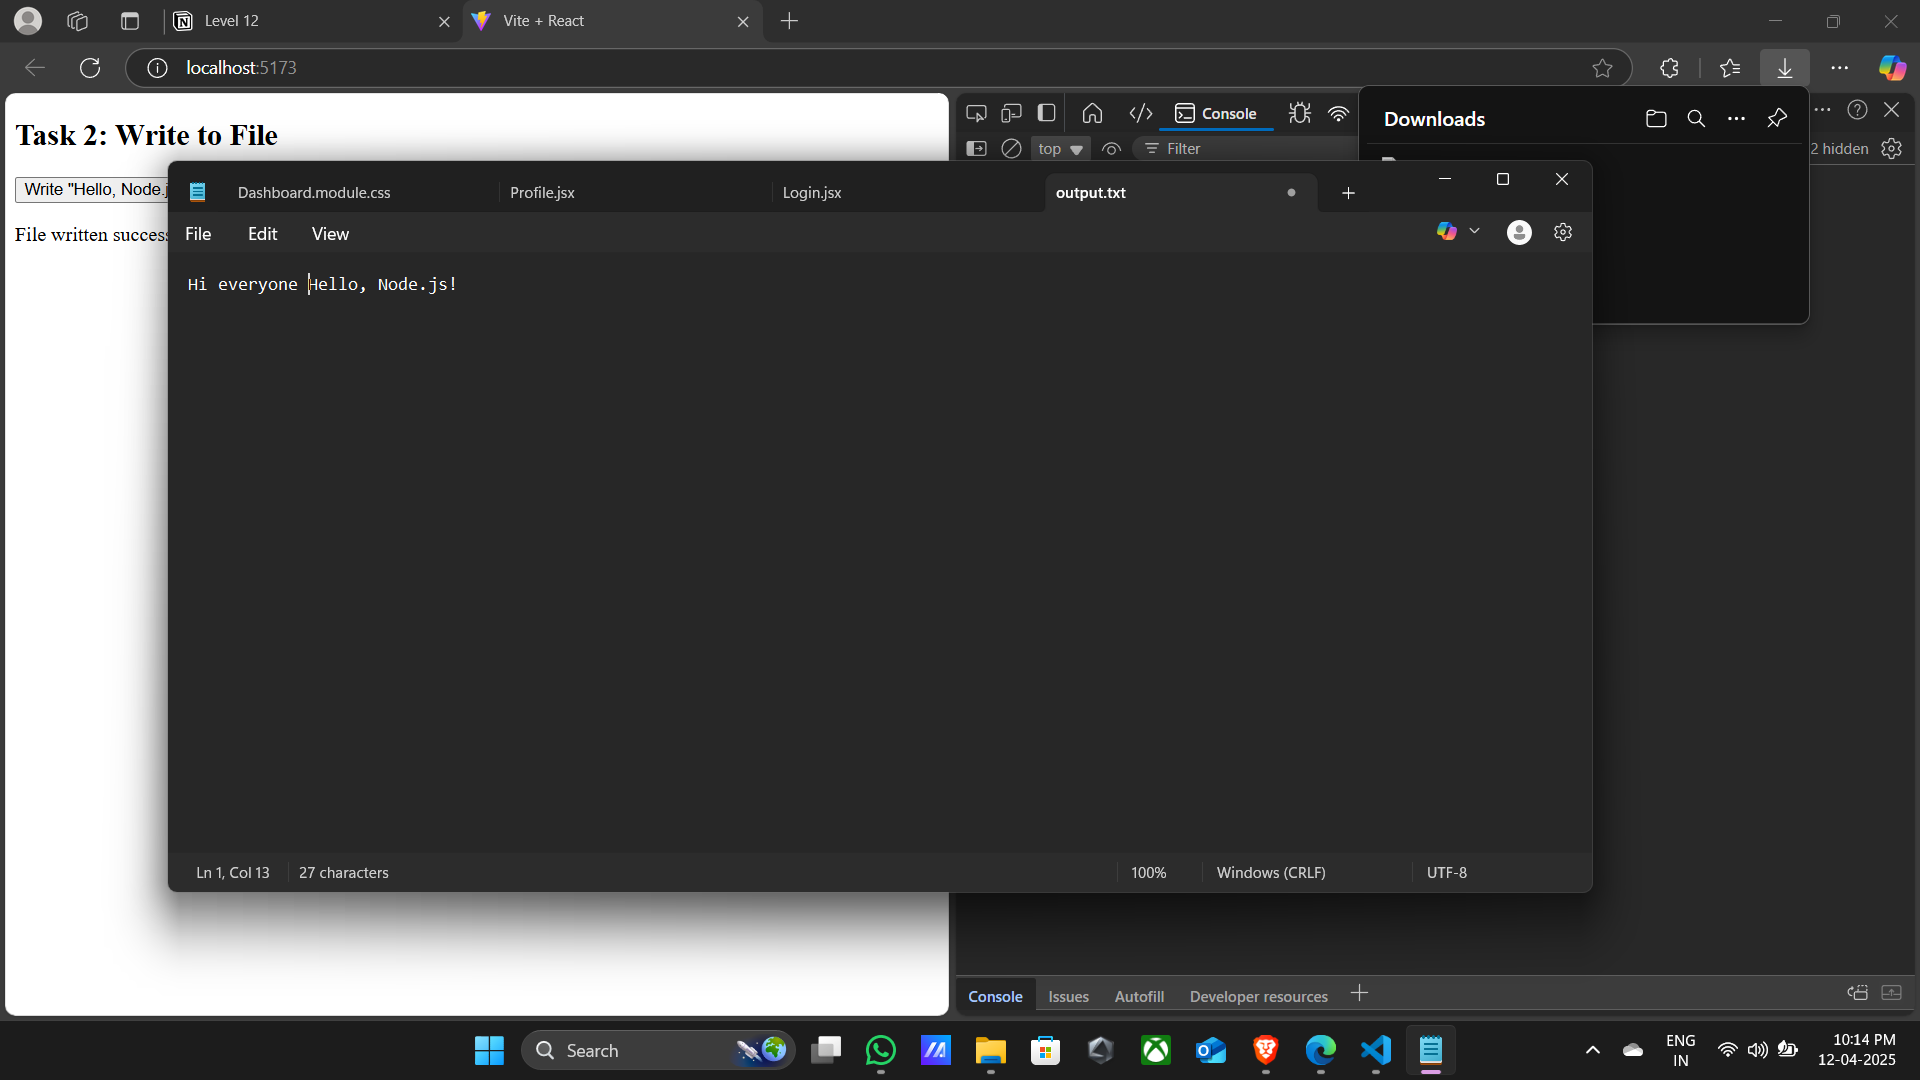 Level 12
Vite + React
localhost:5173
Task 2: Write to File
Write "Hello, Node.j
File written success
Console
top
Filter
Downloads
2 hidden
Dashboard.module.css
Profile.jsx
Login.jsx
output.txt
File
Edit
View
Hi everyone Hello, Node.js!
Ln 1, Col 13
27 characters
100%
Windows (CRLF)
UTF-8
Console
Issues
Autofill
Developer resources
Search
ENG
IN
10:14 PM
12-04-2025